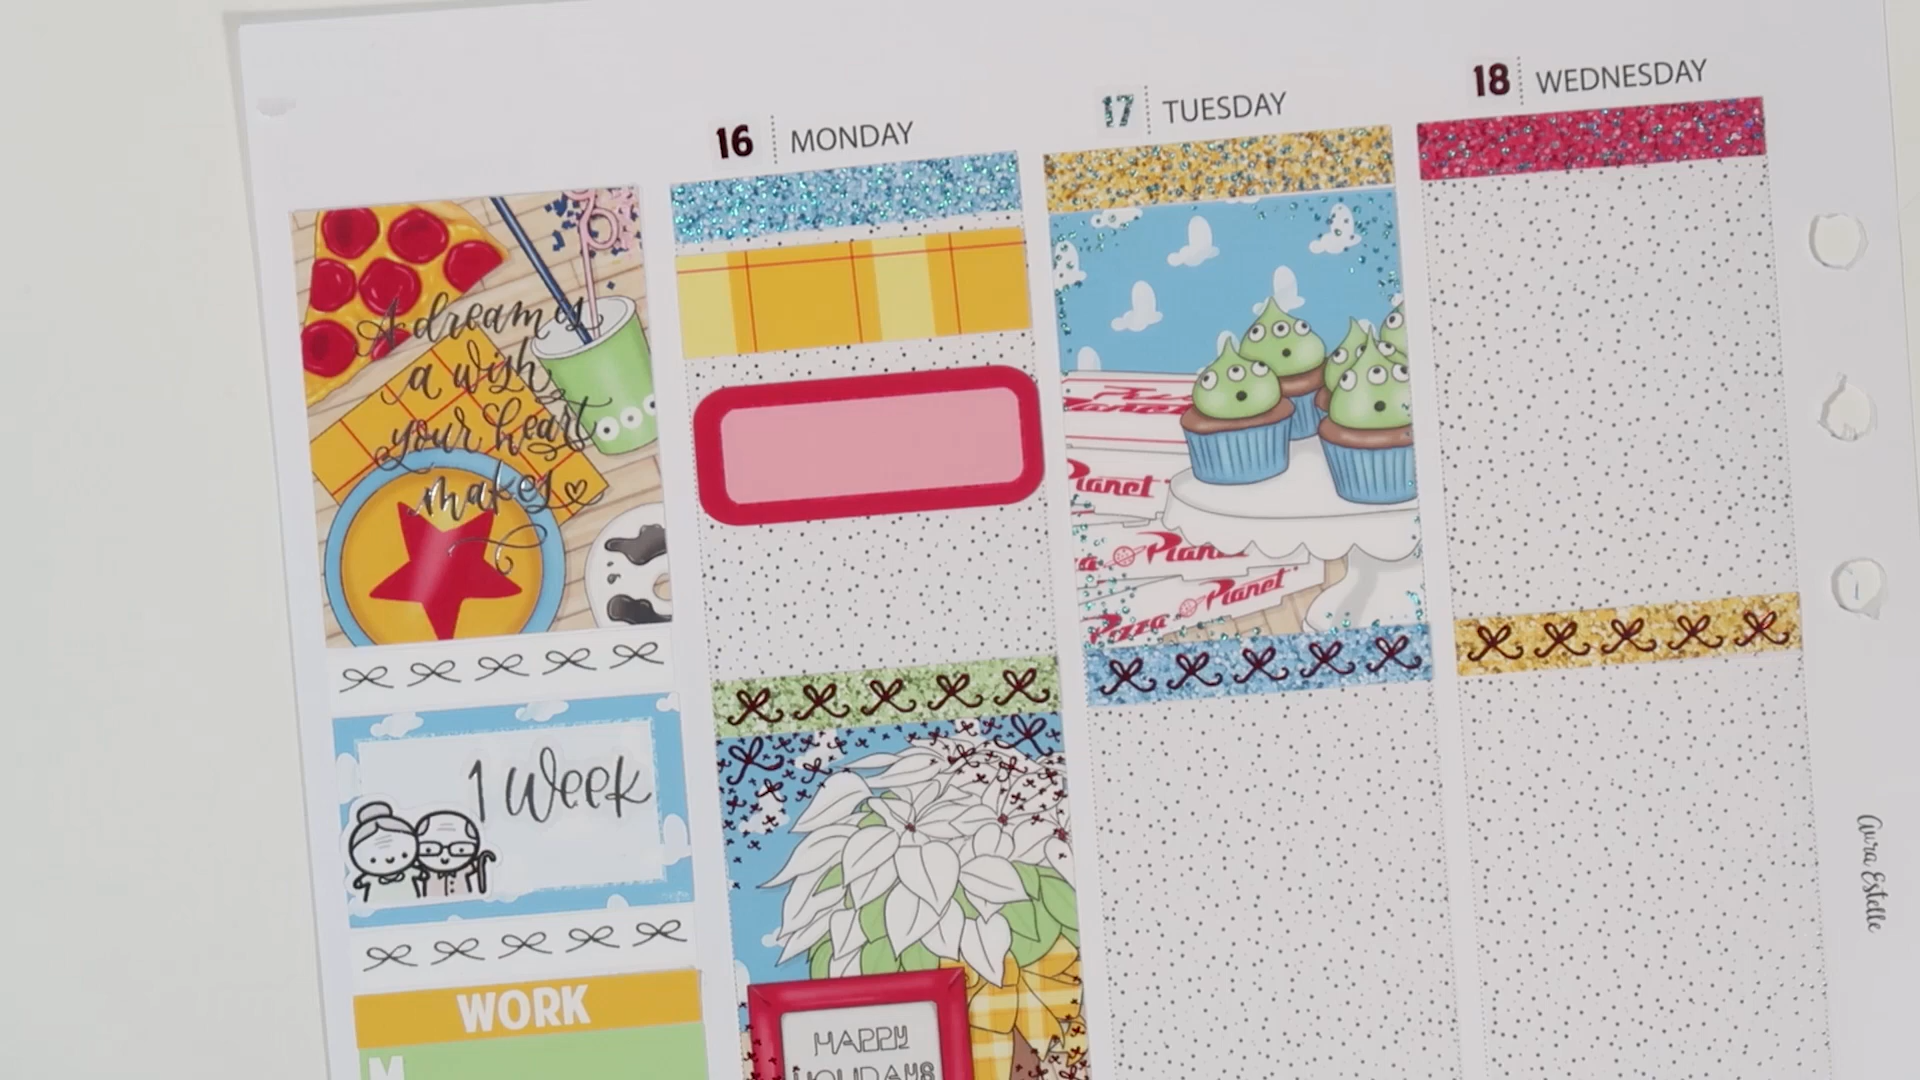 16 MONDAY
17 TUESDAY
18 WEDNESDAY
A dream is
a wish
your heart
makes
Pizza
Planet
Planet
Pizza Planet
1 Week
WORK
M
HAPPY
HOLIDAYS
Aura Estelle